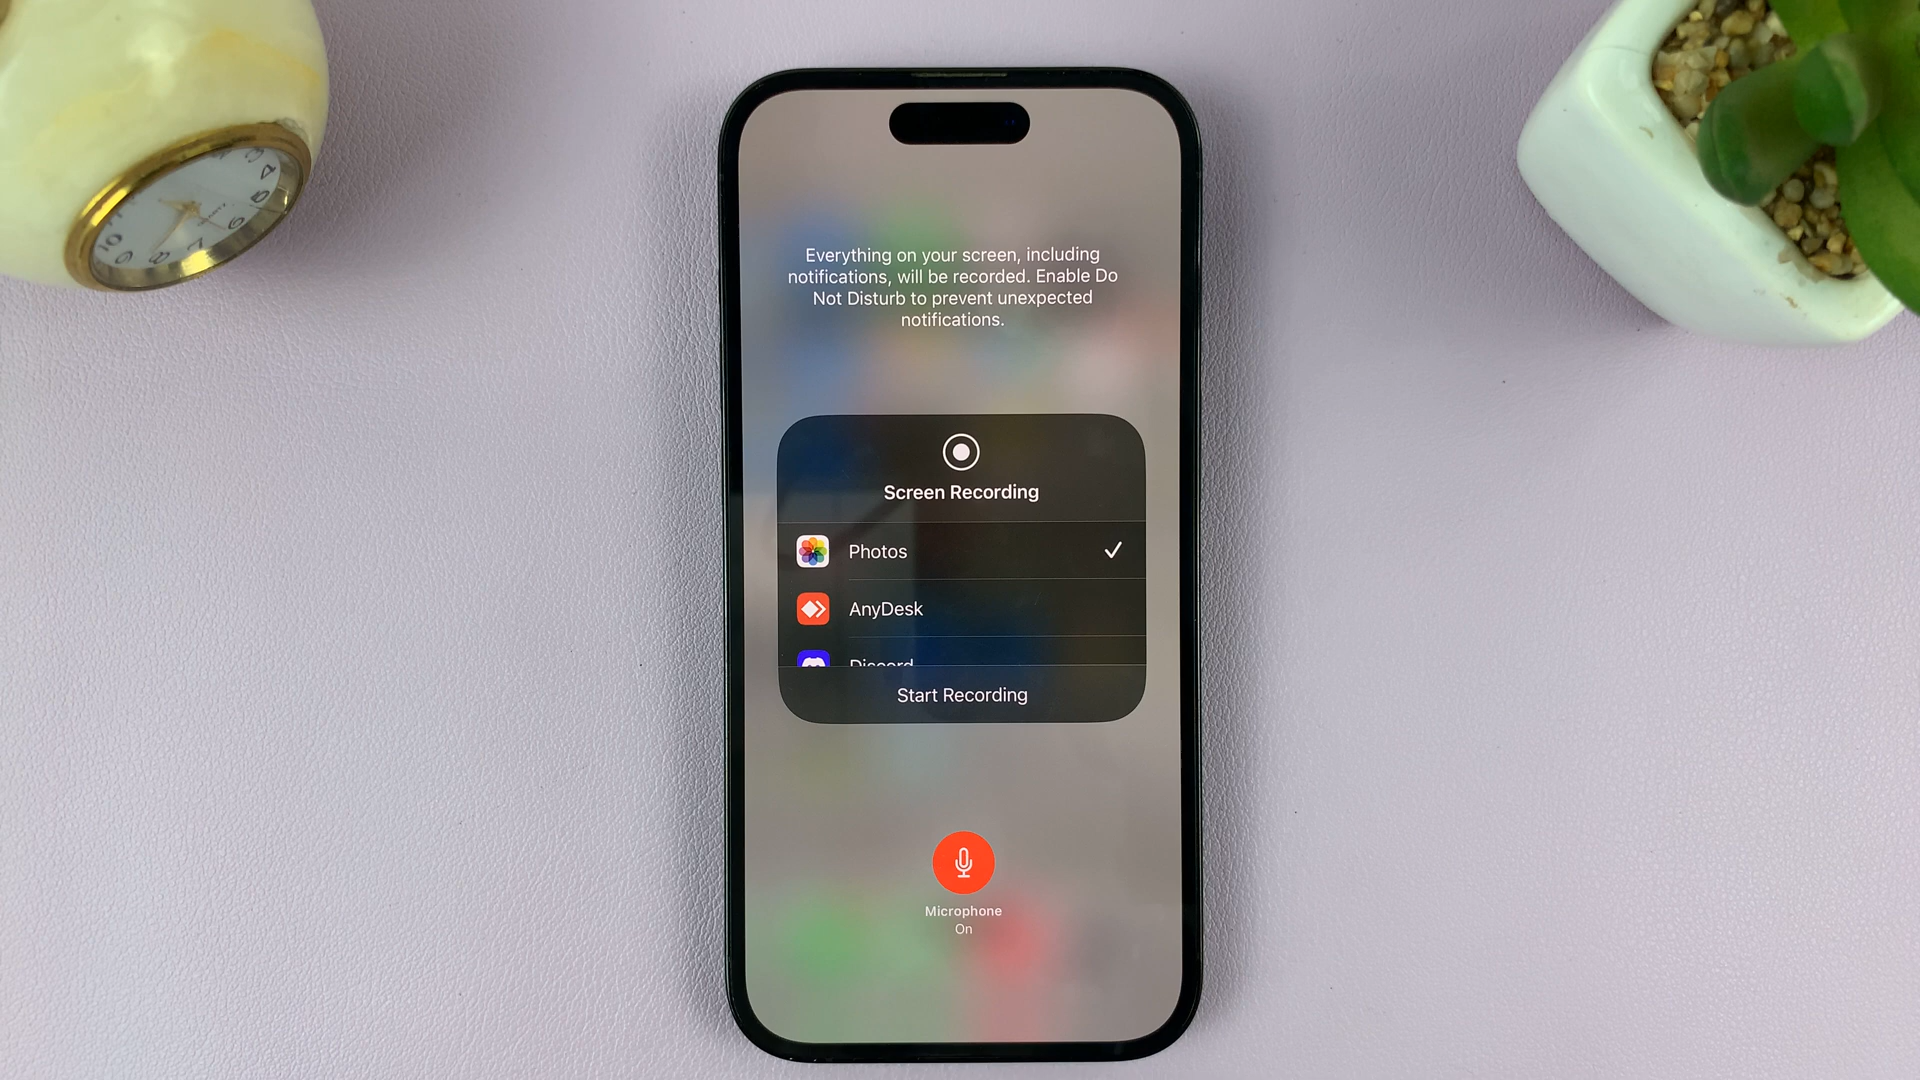 Everything on your screen, including
notifications, will be recorded. Enable Do
Not Disturb to prevent unexpected
notifications.
Screen Recording
Photos
AnyDesk
Discord
Start Recording
Microphone
On